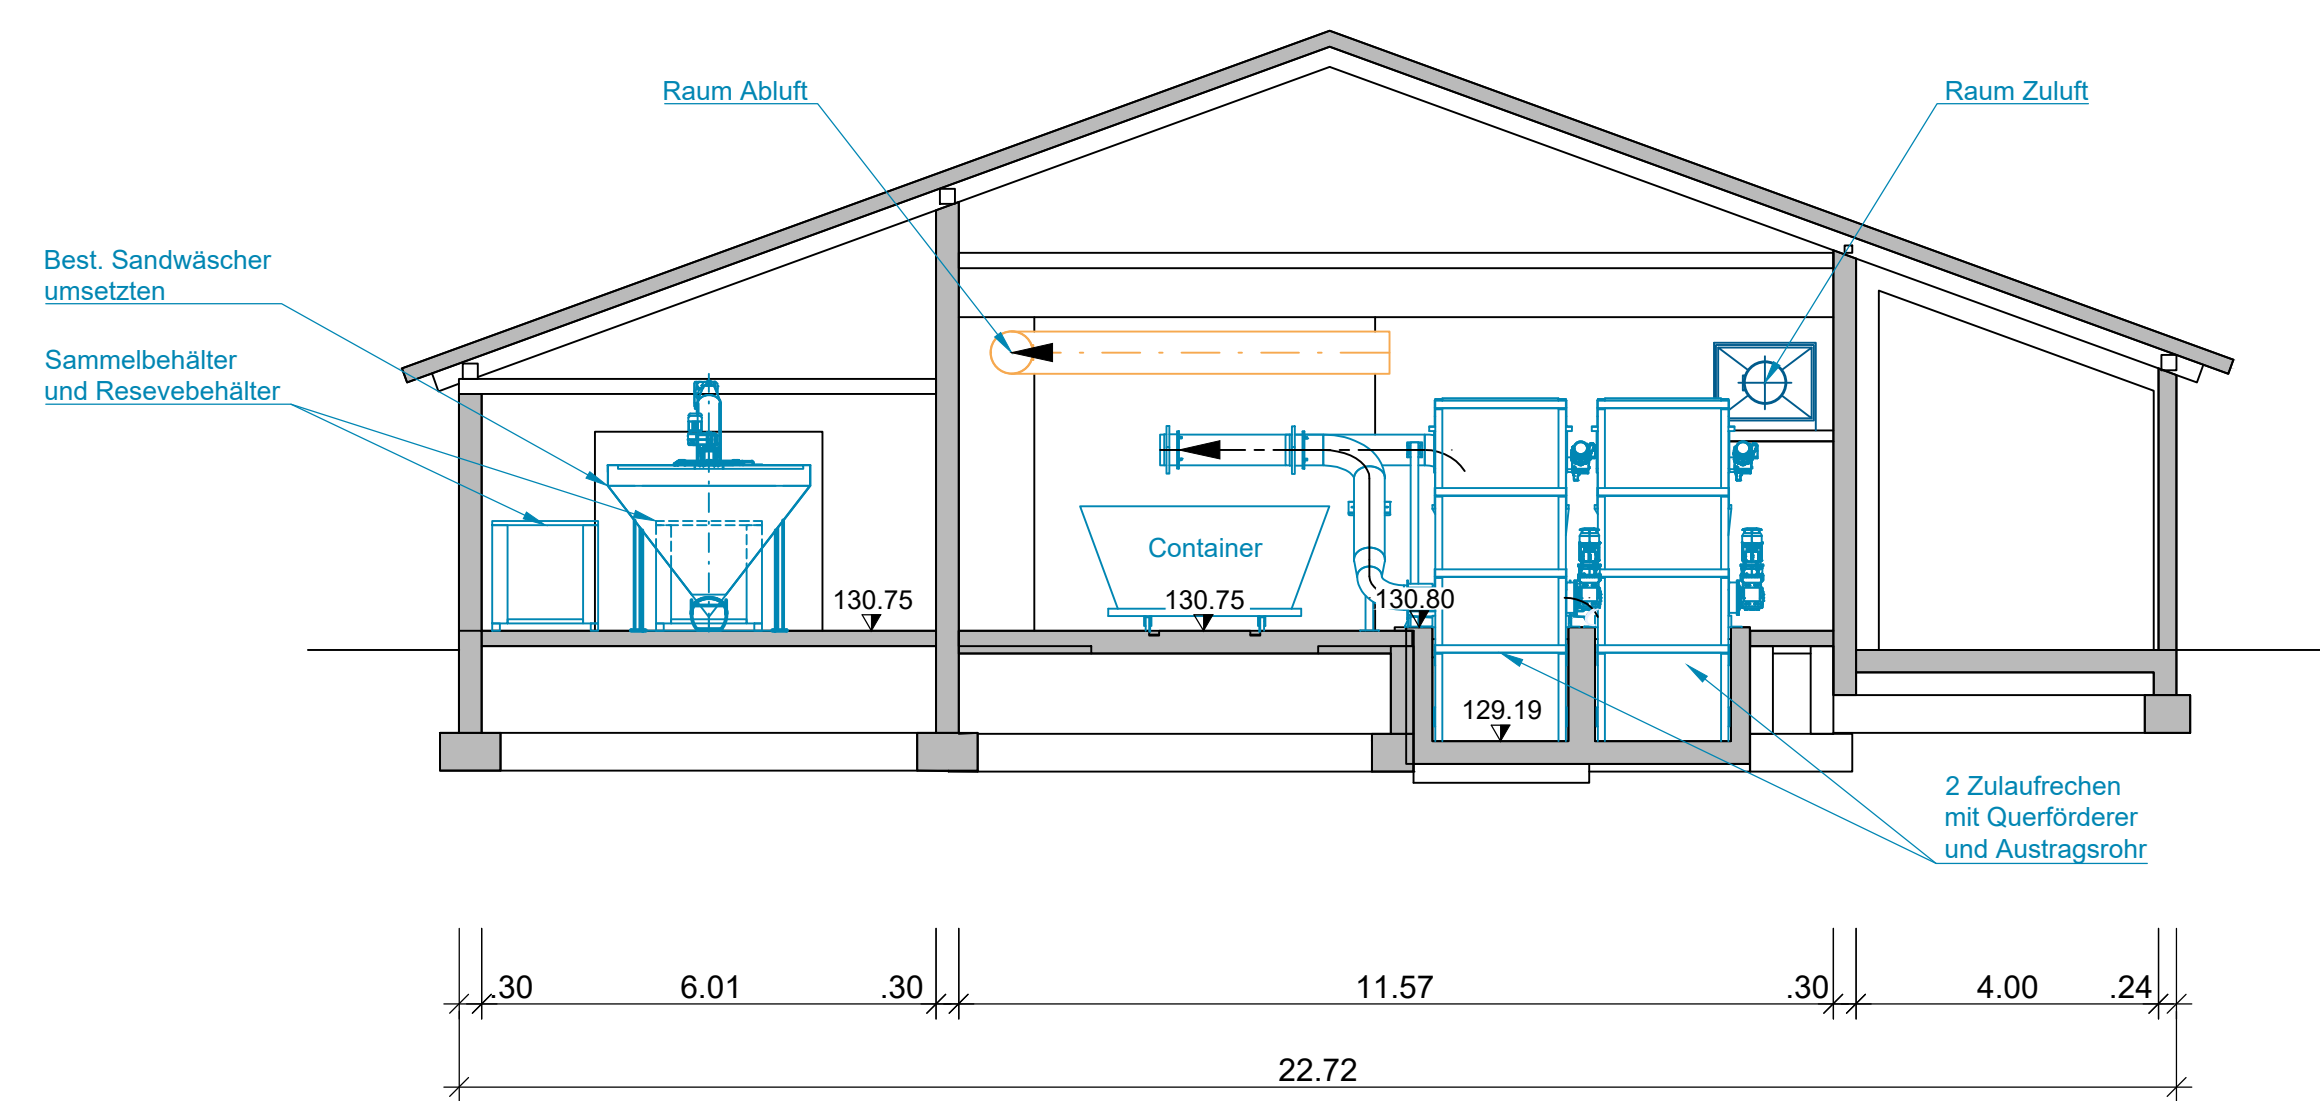 Raum Abluft
Raum Zuluft
Best. Sandwäscher
umsetzten
Sammelbehälter
und Resevebehälter
Container
130.75
130.75
130.80
129.19
2 Zulaufrechen
mit Querförderer
und Austragsrohr
.30
6.01
.30
11.57
.30
4.00
.24
22.72